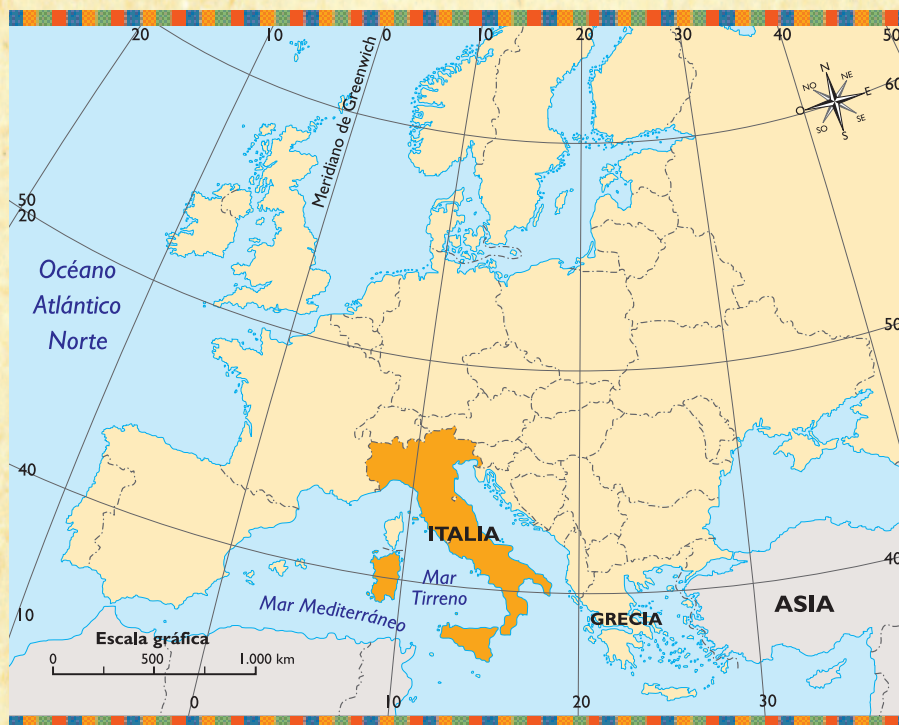 20
10
0
10
20
30
40
50
Meridiano de Greenwich
N
NE
E
SE
S
SO
O
NO
60
50
20
Océano
Atlántico
Norte
50
40
ITALIA
Mar
Tirreno
Mar Mediterráneo
GRECIA
ASIA
40
10
Escala gráfica
0 500 1.000 km
0
10
20
30